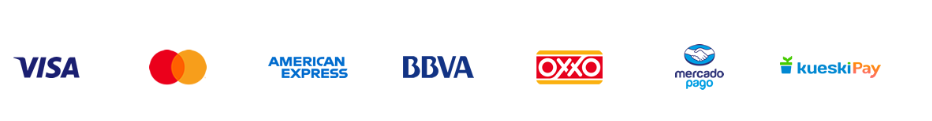 VISA
AMERICAN
EXPRESS
BBVA
OXXO
mercado
pago
kueskiPay